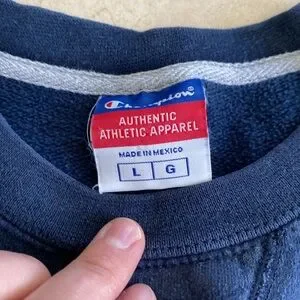 Champion®
AUTHENTIC
ATHLETIC APPAREL
MADE IN MEXICO
L G